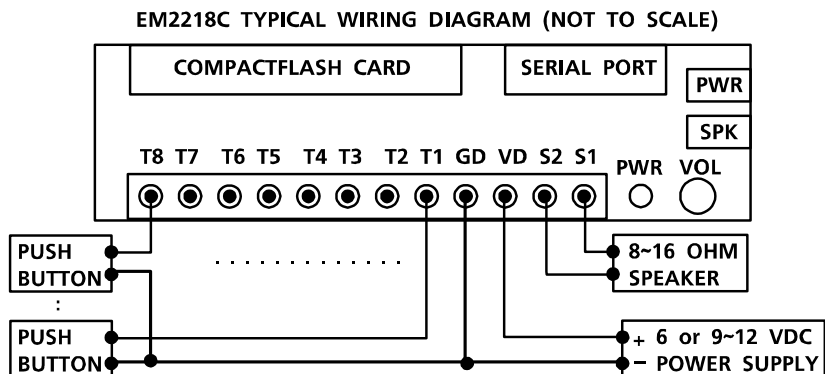 EM2218C TYPICAL WIRING DIAGRAM (NOT TO SCALE)
COMPACTFLASH CARD
SERIAL PORT
PWR
SPK
T8 T7 T6 T5 T4 T3 T2 T1 GD VD S2 S1
PWR VOL
PUSH
BUTTON
:
8~16 OHM
SPEAKER
PUSH
BUTTON
+ 6 or 9~12 VDC
− POWER SUPPLY